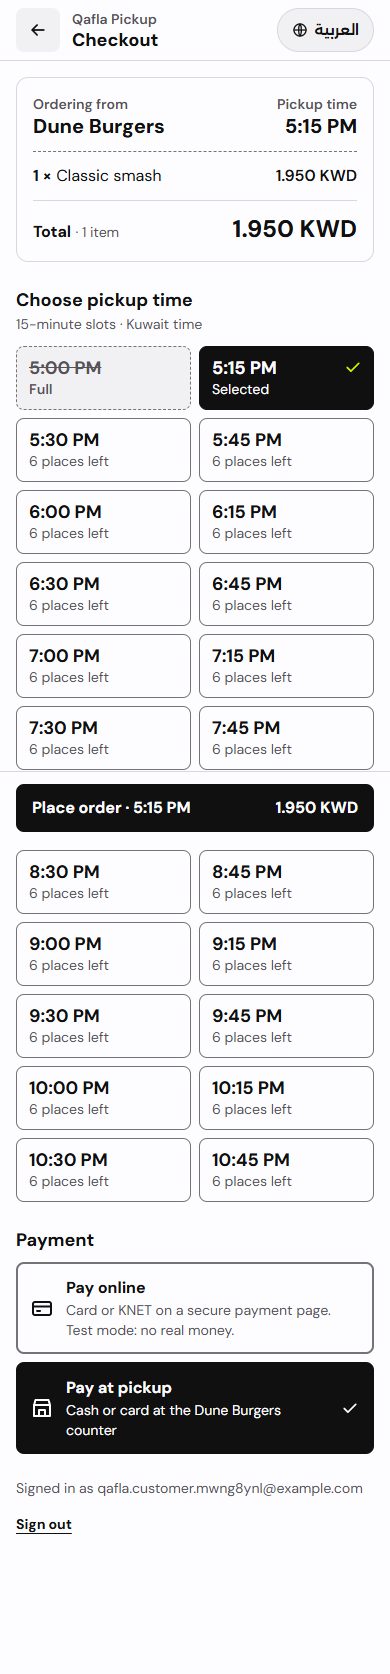 Qafla Pickup
Checkout
العربية
Ordering from
Pickup time
Dune Burgers
5:15 PM
1 × Classic smash
1.950 KWD
Total · 1 item
1.950 KWD
Choose pickup time
15-minute slots · Kuwait time
5:00 PM
Full
5:15 PM
Selected
5:30 PM
6 places left
5:45 PM
6 places left
6:00 PM
6 places left
6:15 PM
6 places left
6:30 PM
6 places left
6:45 PM
6 places left
7:00 PM
6 places left
7:15 PM
6 places left
7:30 PM
6 places left
7:45 PM
6 places left
Place order · 5:15 PM
1.950 KWD
8:30 PM
6 places left
8:45 PM
6 places left
9:00 PM
6 places left
9:15 PM
6 places left
9:30 PM
6 places left
9:45 PM
6 places left
10:00 PM
6 places left
10:15 PM
6 places left
10:30 PM
6 places left
10:45 PM
6 places left
Payment
Pay online
Card or KNET on a secure payment page.
Test mode: no real money.
Pay at pickup
Cash or card at the Dune Burgers
counter
Signed in as qafla.customer.mwng8ynl@example.com
Sign out